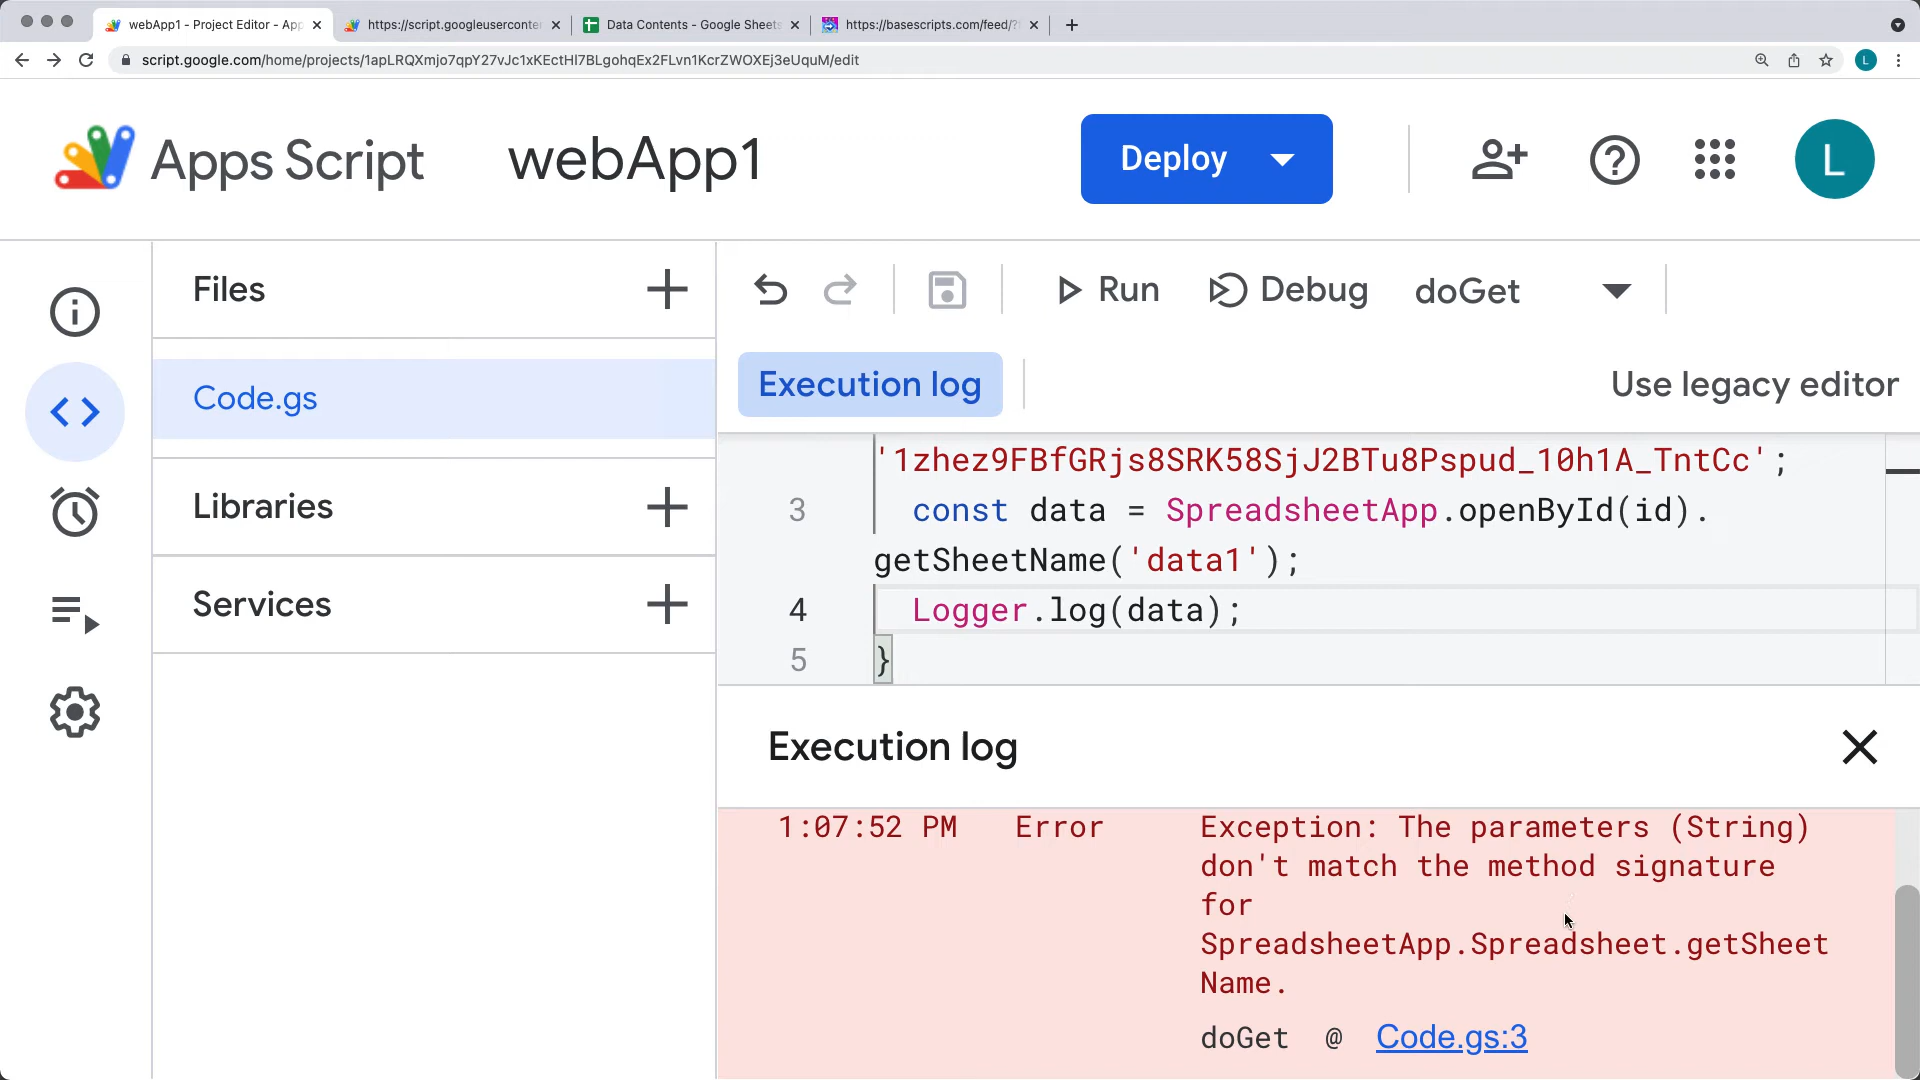 webApp1 - Project Editor - App
https://script.googleuserconten
Data Contents - Google Sheets
https://basescripts.com/feed/?
script.google.com/home/projects/1apLRQXmjo7qpY27vJc1xKEctHl7BLgohqEx2FLvn1KcrZWOXEj3eUquM/edit
L
Apps Script
webApp1
Deploy
L
Files
Run
Debug
doGet
Code.gs
Execution log
Use legacy editor
'1zhez9FBfGRjs8SRK58SjJ2BTu8Pspud_10h1A_TntCc';
Libraries
3 const data = SpreadsheetApp.openById(id).
getSheetName('data1');
Services
4 Logger.log(data);
5 }
Execution log
1:07:52 PM Error Exception: The parameters (String)
don't match the method signature
for
SpreadsheetApp.Spreadsheet.getSheet
Name.
doGet @ Code.gs:3